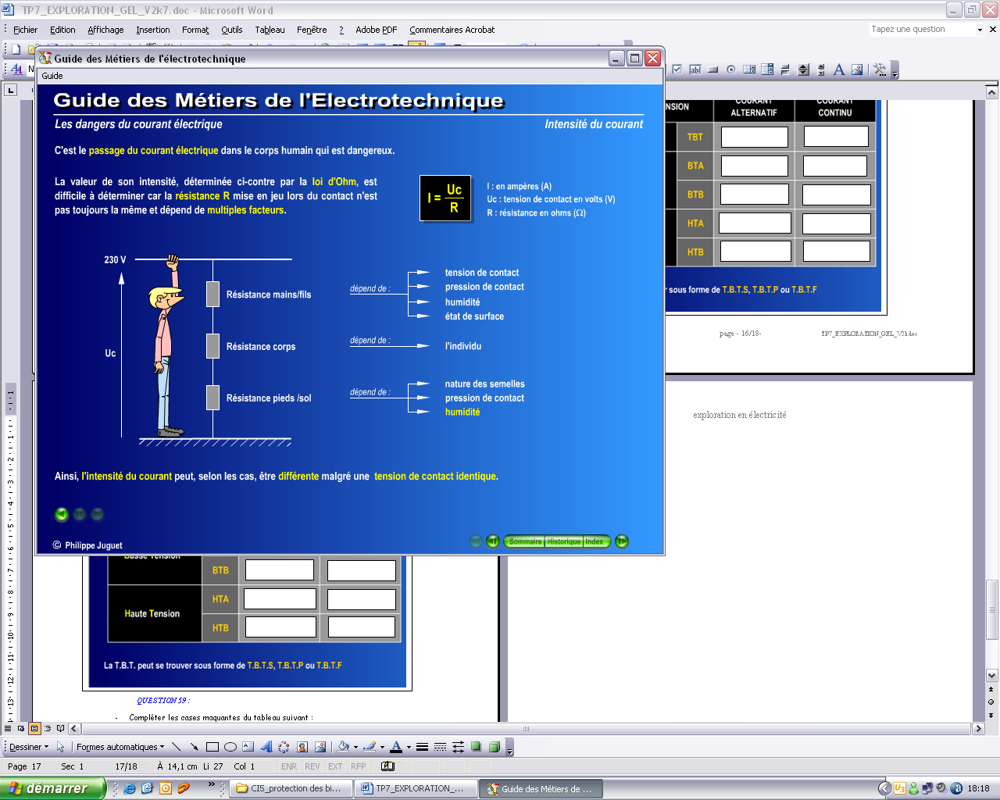 TP7_EXPLORATION_GEL_V2k7.doc - Microsoft Word
Fichier Edition Affichage Insertion Format Outils Tableau Fenêtre ? Adobe PDF Commentaires Acrobat
Tapez une question
Guide des Métiers de l'électrotechnique
Guide
Guide des Métiers de l'Electrotechnique
Les dangers du courant électrique
Intensité du courant
C'est le passage du courant électrique dans le corps humain qui est dangereux.
La valeur de son intensité, déterminée ci-contre par la loi d'Ohm, est
difficile à déterminer car la résistance R mise en jeu lors du contact n'est
pas toujours la même et dépend de multiples facteurs.
I = Uc
R
I : en ampères (A)
Uc : tension de contact en volts (V)
R : résistance en ohms (Ω)
230 V
Uc
Résistance mains/fils
dépend de :
tension de contact
pression de contact
humidité
état de surface
Résistance corps
dépend de :
l'individu
Résistance pieds /sol
dépend de :
nature des semelles
pression de contact
humidité
Ainsi, l'intensité du courant peut, selon les cas, être différente malgré une tension de contact identique.
Sommaire Historique Index
© Philippe Juguet
NSION
COURANT
ALTERNATIF
COURANT
CONTINU
TBT
BTA
BTB
HTA
HTB
r sous forme de T.B.T.S, T.B.T.P ou T.B.T.F
page - 16/18-
TP7_EXPLORATION_GEL_V2k7.doc
exploration en électricité
Basse Tension
BTB
Haute Tension
HTA
HTB
La T.B.T. peut se trouver sous forme de T.B.T.S, T.B.T.P ou T.B.T.F
QUESTION 59 :
- Compléter les cases maquantes du tableau suivant :
Dessiner Formes automatiques
Page 17 Sec 1 17/18 À 14,1 cm Li 27 Col 1 ENR REV EXT RFP
démarrer
CI5_protection des bi...
TP7_EXPLORATION_...
Guide des Métiers de ...
18:18